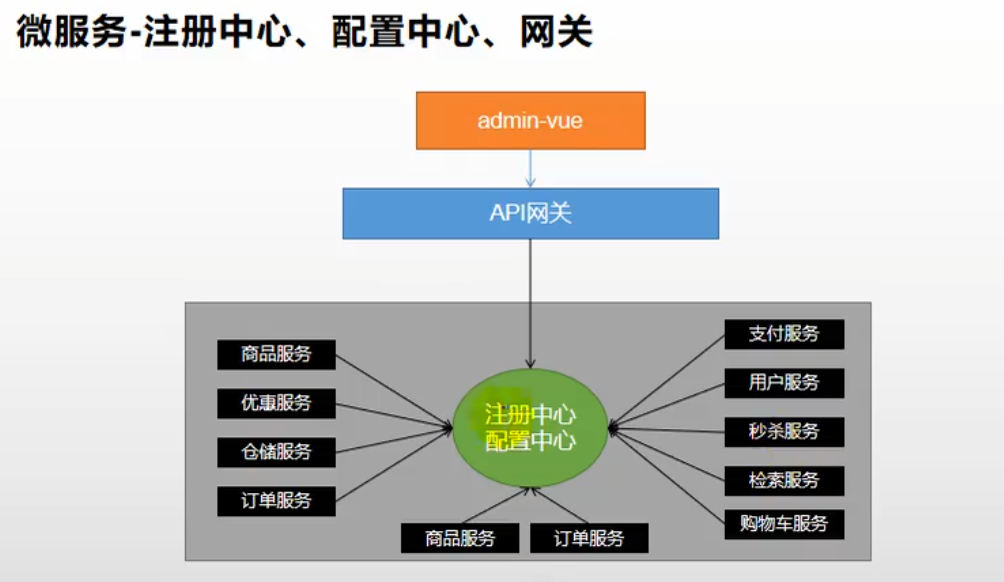 微服务-注册中心、配置中心、网关
admin-vue
API网关
商品服务
优惠服务
仓储服务
订单服务
注册中心
配置中心
支付服务
用户服务
秒杀服务
检索服务
购物车服务
商品服务
订单服务